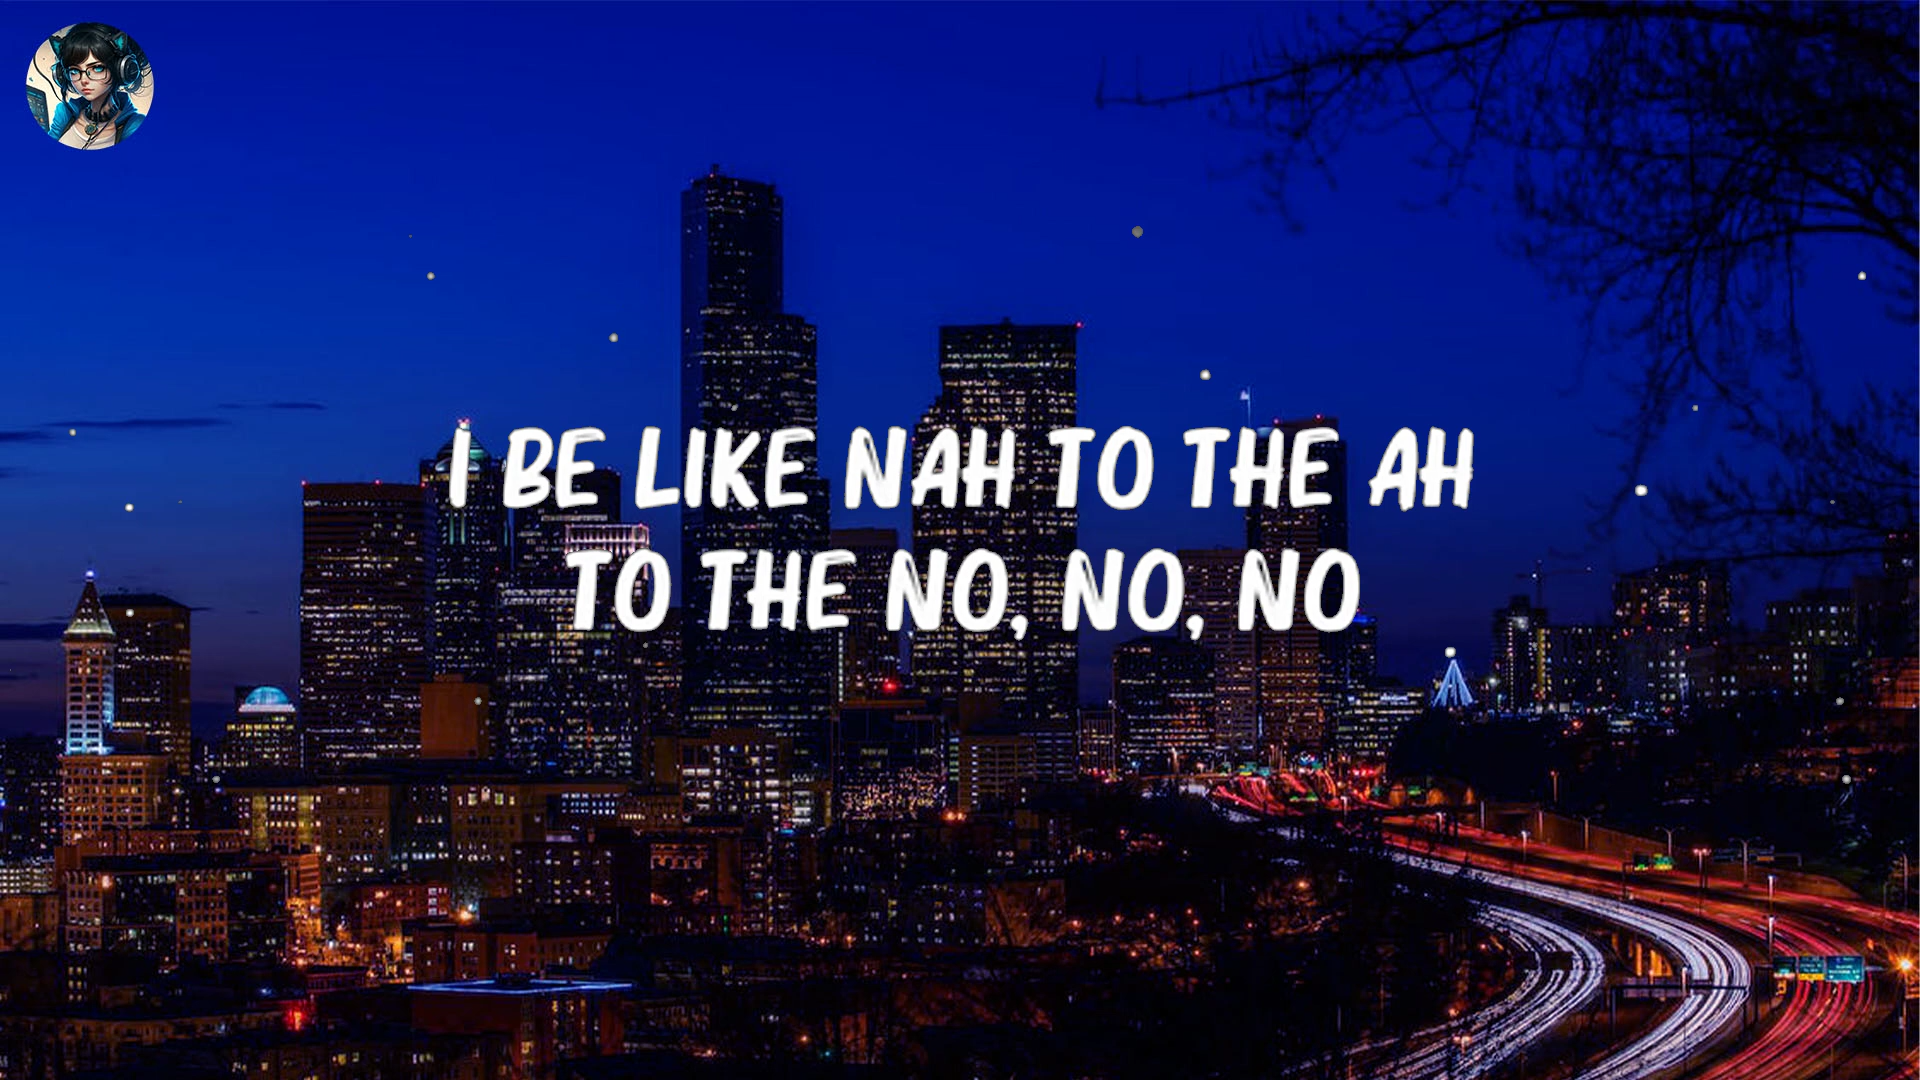 I BE LIKE NAH TO THE AH
TO THE NO, NO, NO